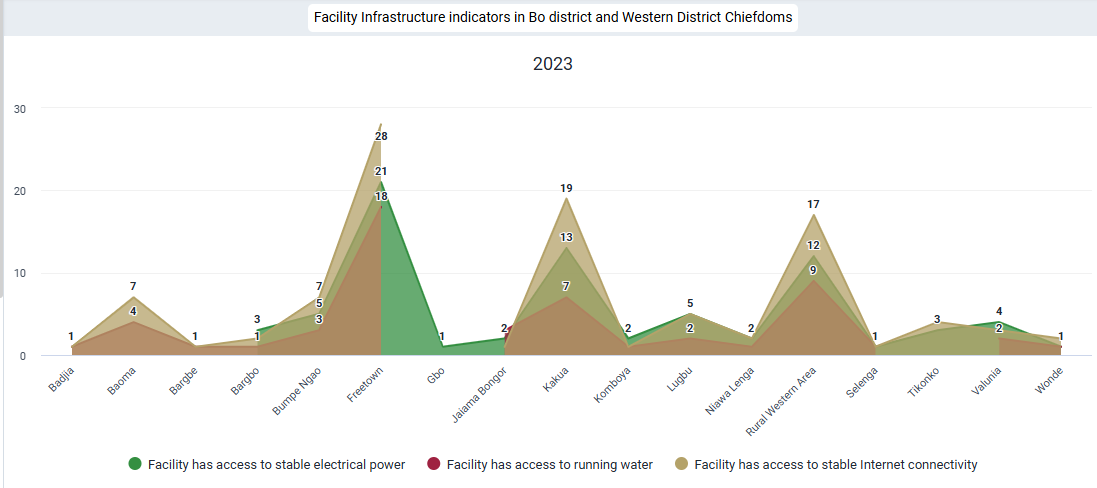 Facility Infrastructure indicators in Bo district and Western District Chiefdoms
2023
30
20
10
0
1
7
4
1
3
1
7
5
3
28
21
18
1
2
19
13
7
2
5
2
2
17
12
9
1
3
4
2
1
Badjia
Baoma
Bargbe
Bargbo
Bumpe Ngao
Freetown
Gbo
Jaiama Bongor
Kakua
Komboya
Lugbu
Niawa Lenga
Rural Western Area
Selenga
Tikonko
Valunia
Wonde
Facility has access to stable electrical power
Facility has access to running water
Facility has access to stable Internet connectivity